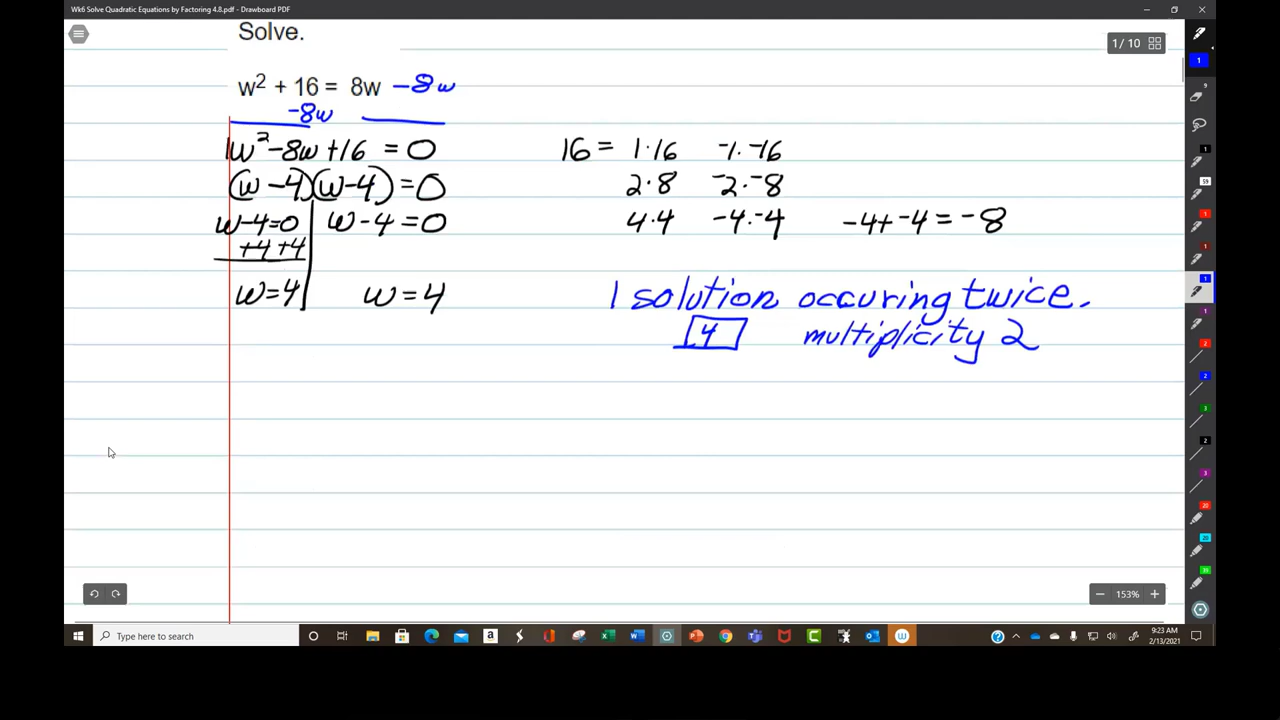 Wk6 Solve Quadratic Equations by Factoring 4.8.pdf - Drawboard PDF
1 / 10
Solve.
w² + 16 = 8w -8w
-8w
1w² -8w +16 = 0
(w -4)(w -4) = 0
w -4=0 w -4 = 0
+4 +4
w=4 w = 4
16 = 1·16 -1·-16
2·8 -2·-8
4·4 -4·-4 -4+ -4 = -8
1 solution occuring twice.
4 multiplicity 2
153%
Type here to search
9:23 AM
2/13/2021